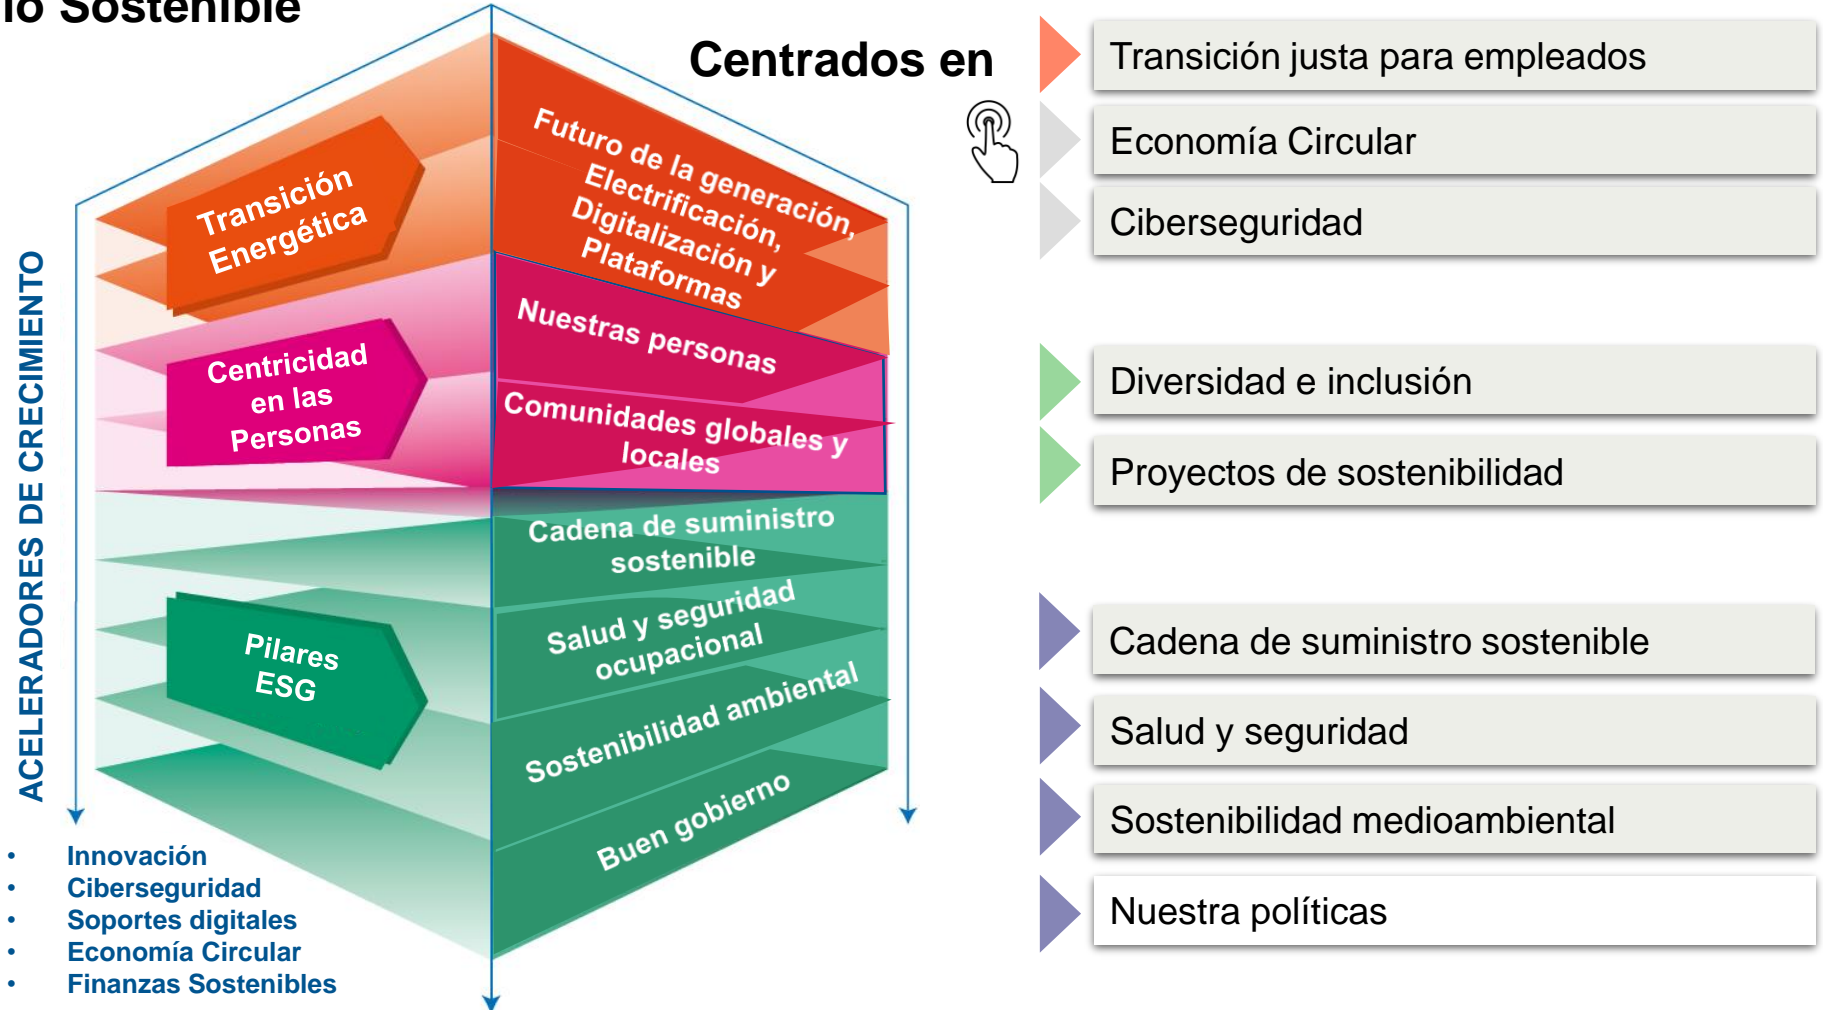 lo Sostenible
Centrados en
ACELERADORES DE CRECIMIENTO
Transición
Energética
Futuro de la generación,
Electrificación,
Digitalización y
Plataformas
Centricidad
en las
Personas
Nuestras personas
Comunidades globales y
locales
Pilares
ESG
Cadena de suministro
sostenible
Salud y seguridad
ocupacional
Sostenibilidad ambiental
Buen gobierno
• Innovación
• Ciberseguridad
• Soportes digitales
• Economía Circular
• Finanzas Sostenibles
Transición justa para empleados
Economía Circular
Ciberseguridad
Diversidad e inclusión
Proyectos de sostenibilidad
Cadena de suministro sostenible
Salud y seguridad
Sostenibilidad medioambiental
Nuestra políticas